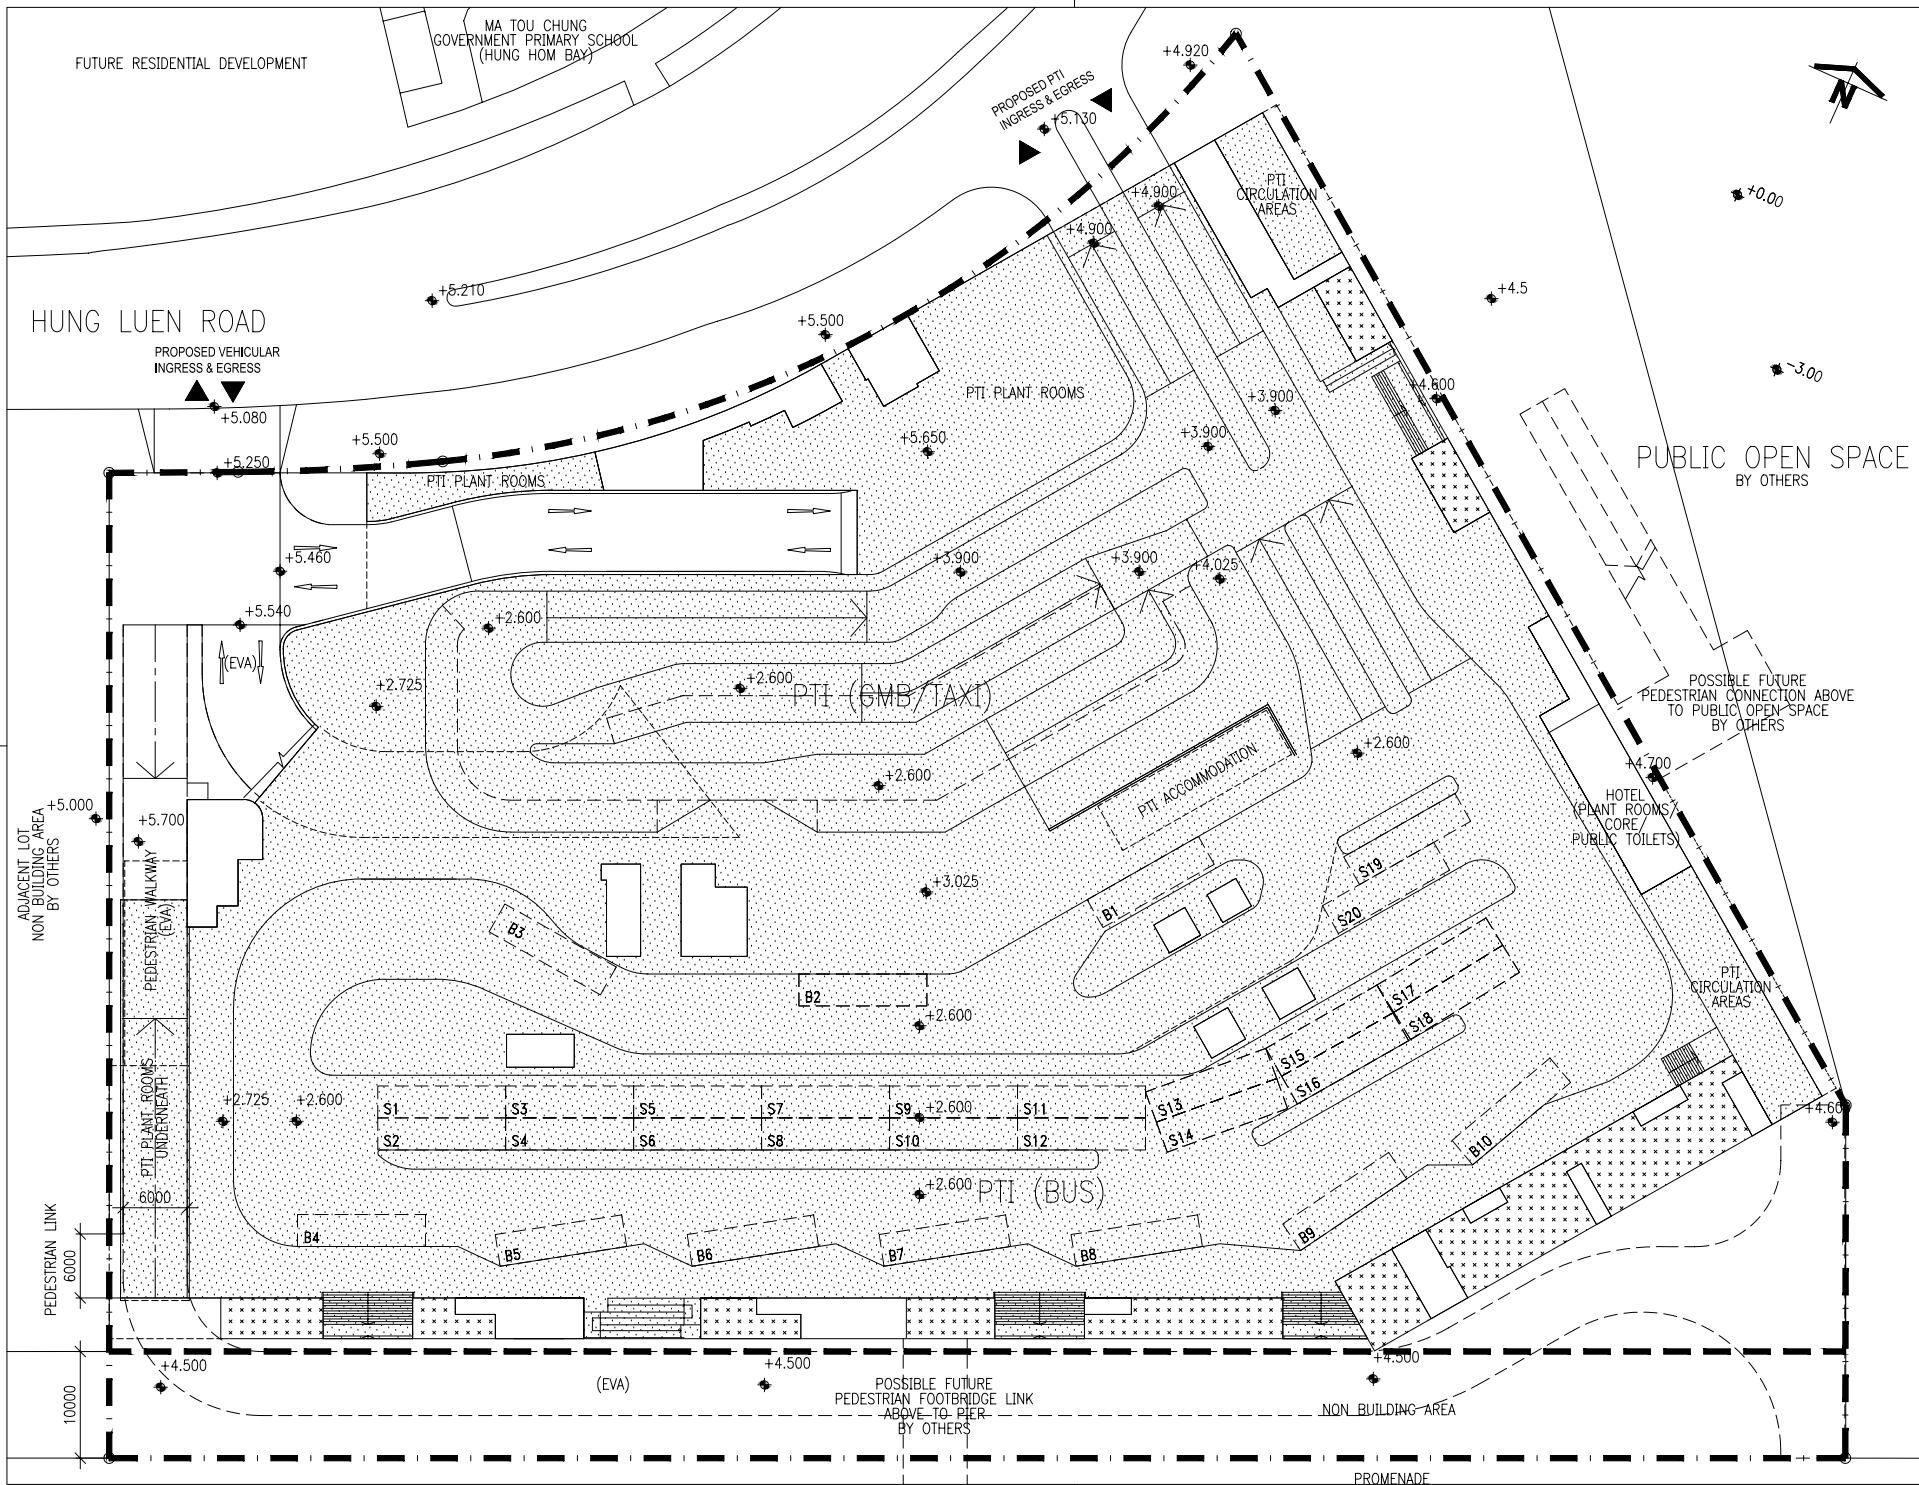 MA TOU CHUNG
GOVERNMENT PRIMARY SCHOOL
(HUNG HOM BAY)
FUTURE RESIDENTIAL DEVELOPMENT
+4.920
N
PROPOSED PTI
INGRESS & EGRESS
+5.130
PTI
CIRCULATION
AREAS
+4.900
+4.900
+0.00
+5.210
+4.5
HUNG LUEN ROAD
+5.500
PROPOSED VEHICULAR
INGRESS & EGRESS
-3.00
+5.080
PTI PLANT ROOMS
+4.600
+3.900
+5.500
+5.650
+3.900
PUBLIC OPEN SPACE
BY OTHERS
+5.250
PTI PLANT ROOMS
+5.460
+3.900
+3.900
+4.025
+5.540
+2.600
(EVA)
+2.725
+2.600
PTI (GMB/TAXI)
POSSIBLE FUTURE
PEDESTRIAN CONNECTION ABOVE
TO PUBLIC OPEN SPACE
BY OTHERS
+2.600
+4.700
+2.600
PTI ACCOMMODATION
HOTEL
(PLANT ROOMS/
CORE/
PUBLIC TOILETS)
+5.000
+5.700
ADJACENT LOT
NON BUILDING AREA
BY OTHERS
PEDESTRIAN WALKWAY
(EVA)
+3.025
S19
B1
S20
B3
PTI
CIRCULATION
AREAS
B2
S17
+2.600
S18
S15
S16
PTI PLANT ROOMS
UNDERNEATH
+2.725
+2.600
S1
S3
S5
S7
S9
+2.600
S11
S13
+4.60
S2
S4
S6
S8
S10
S12
S14
B10
6000
+2.600
PTI (BUS)
PEDESTRIAN LINK
6000
B4
B5
B6
B7
B8
B9
+4.500
+4.500
+4.500
10000
(EVA)
POSSIBLE FUTURE
PEDESTRIAN FOOTBRIDGE LINK
ABOVE TO PIER
BY OTHERS
NON BUILDING AREA
PROMENADE